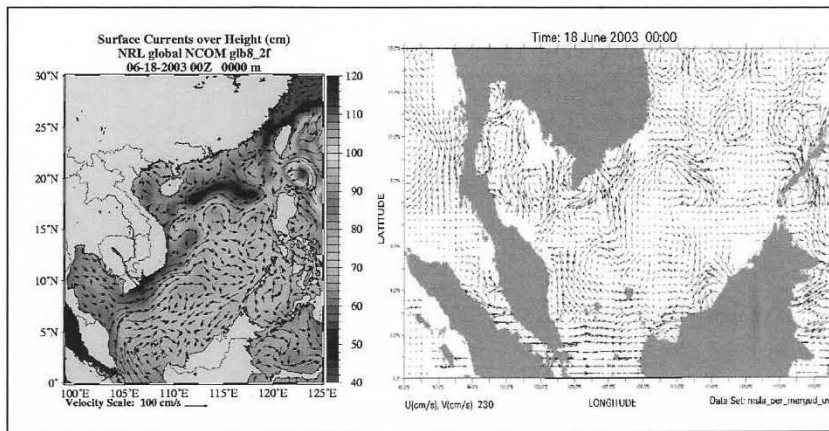 Surface Currents over Height (cm)
NRL global NCOM glb8_2f
06-18-2003 00Z 0000 m
30°N
25°N
20°N
15°N
10°N
5°N
0°
100°E 105°E 110°E 115°E 120°E 125°E
Velocity Scale: 100 cm/s
120
110
100
90
80
70
60
50
40
Time: 18 June 2003 00:00
LATITUDE
LONGITUDE
U(cm/s), V(cm/s) 230
Data Set: msla_per_merged_uv